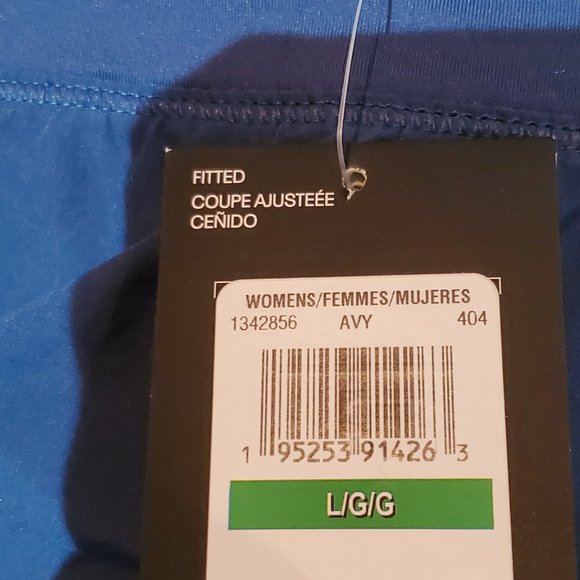 FITTED
COUPE AJUSTEÉE
CEÑIDO
WOMENS/FEMMES/MUJERES
1342856 AVY 404
1 95253 91426 3
L/G/G